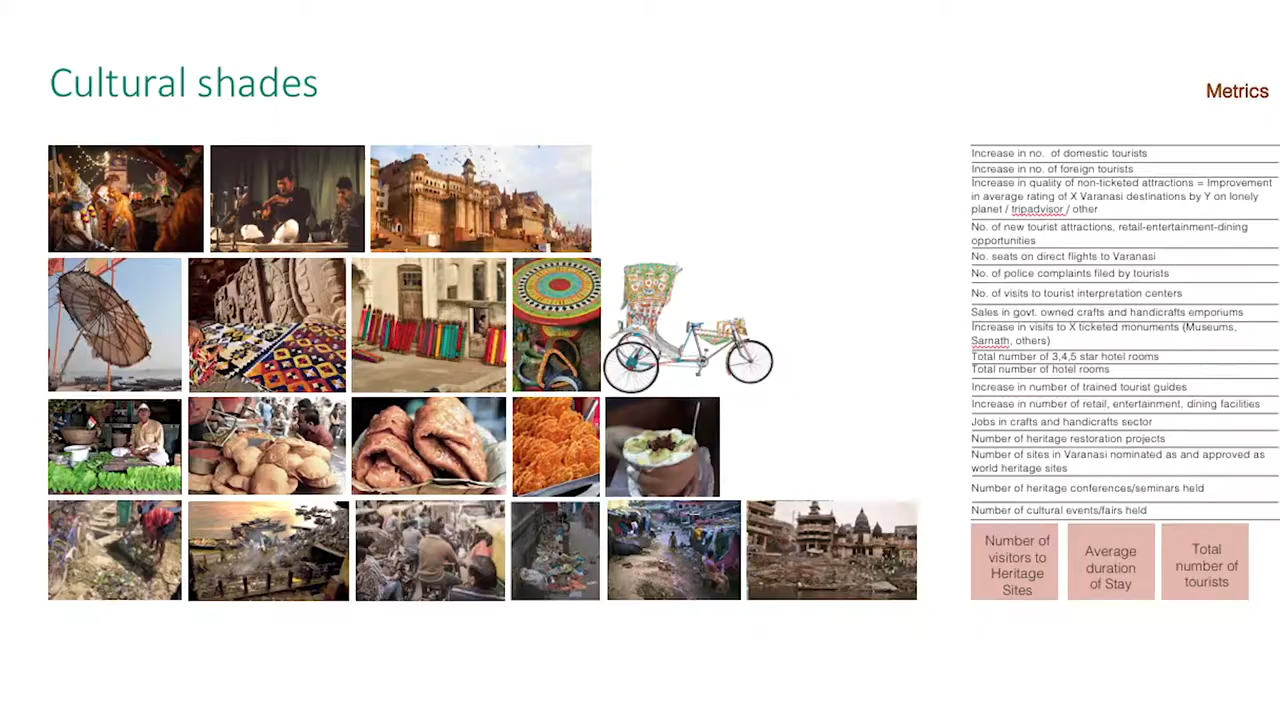 Cultural shades
Metrics
Increase in no. of domestic tourists
Increase in no. of foreign tourists
Increase in quality of non-ticketed attractions = Improvement
in average rating of X Varanasi destinations by Y on lonely
planet / tripadvisor / other
No. of new tourist attractions, retail-entertainment-dining
opportunities
No. seats on direct flights to Varanasi
No. of police complaints filed by tourists
No. of visits to tourist interpretation centers
Sales in govt. owned crafts and handicrafts emporiums
Increase in visits to X ticketed monuments (Museums,
Sarnath, others)
Total number of 3,4,5 star hotel rooms
Total number of hotel rooms
Increase in number of trained tourist guides
Increase in number of retail, entertainment, dining facilities
Jobs in crafts and handicrafts sector
Number of heritage restoration projects
Number of sites in Varanasi nominated as and approved as
world heritage sites
Number of heritage conferences/seminars held
Number of cultural events/fairs held
Number of
visitors to
Heritage
Sites
Average
duration
of Stay
Total
number of
tourists